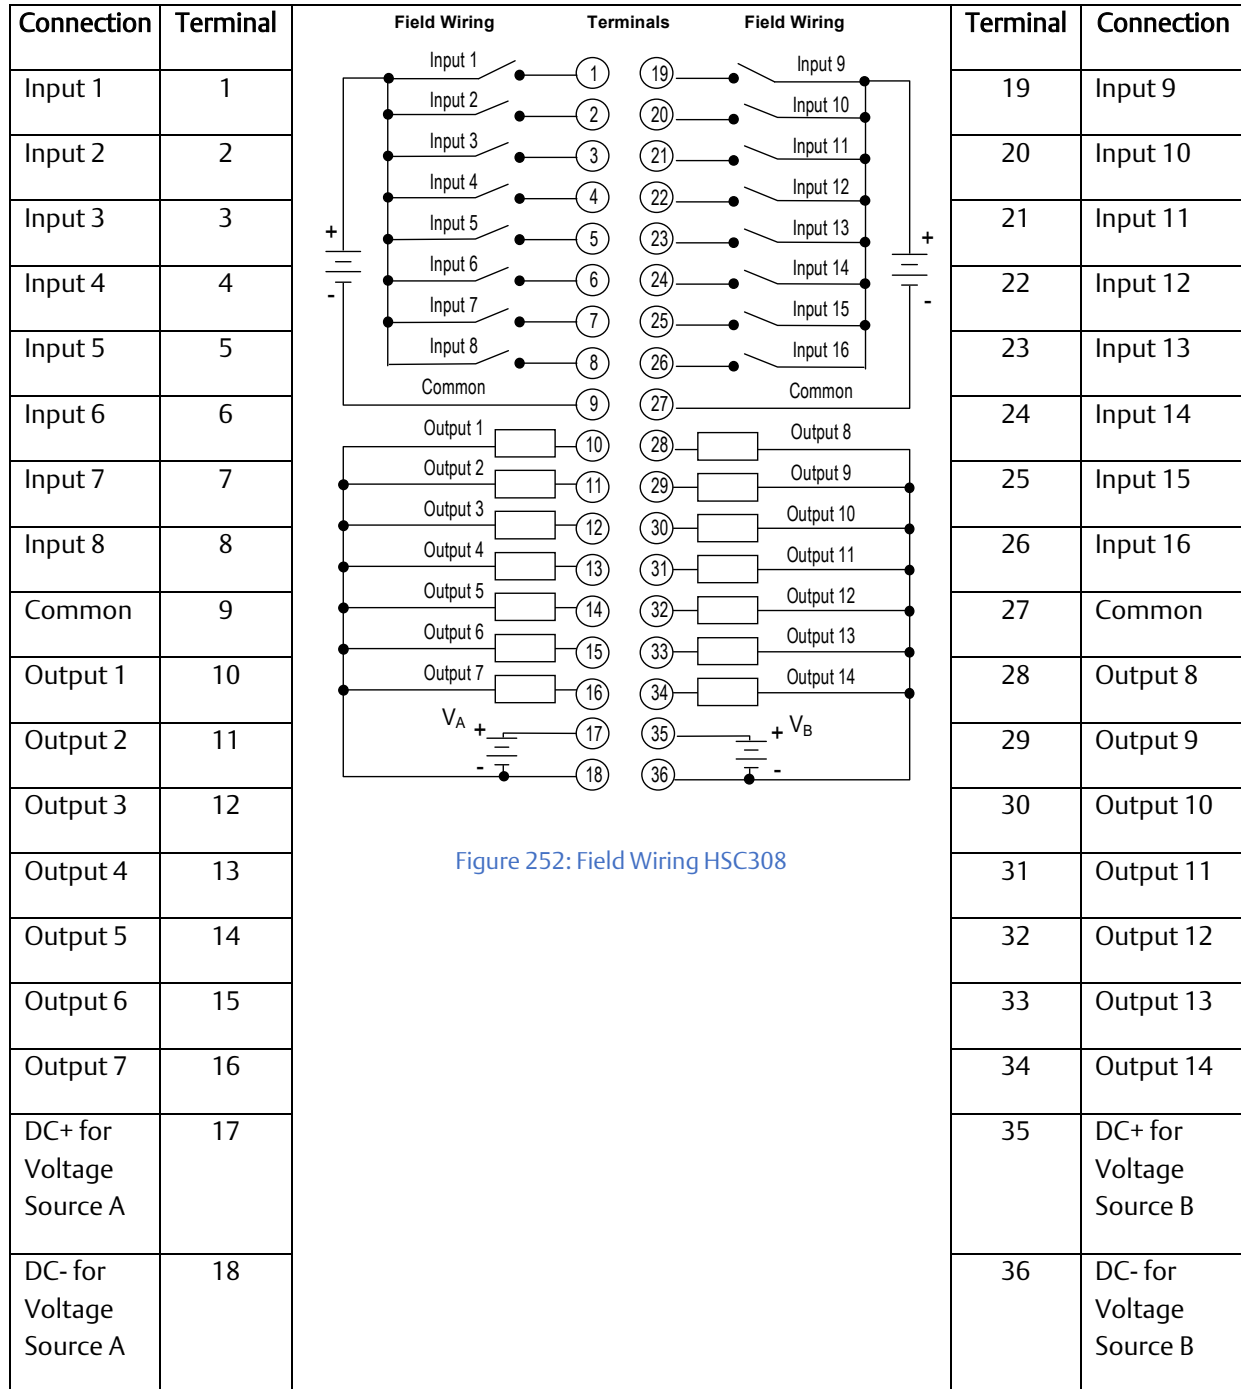 Connection Terminal Field Wiring Terminals Field Wiring Terminal Connection
Input 1 1 Input 1 1 19 Input 9 19 Input 9
Input 2 2 Input 2 2 20 Input 10 20 Input 10
Input 3 3 Input 3 3 21 Input 11 21 Input 11
Input 4 4 Input 4 4 22 Input 12 22 Input 12
Input 5 5 + Input 5 5 23 Input 13 + 23 Input 13
Input 6 6 - Input 6 6 24 Input 14 - 24 Input 14
Input 7 7 Input 7 7 25 Input 15 25 Input 15
Input 8 8 Input 8 8 26 Input 16 26 Input 16
Common 9 Common 9 27 Common 27 Common
Output 1 10 Output 1 10 28 Output 8 28 Output 8
Output 2 11 Output 2 11 29 Output 9 29 Output 9
Output 3 12 Output 3 12 30 Output 10 30 Output 10
Output 4 13 Output 4 13 31 Output 11 31 Output 11
Output 5 14 Output 5 14 32 Output 12 32 Output 12
Output 6 15 Output 6 15 33 Output 13 33 Output 13
Output 7 16 Output 7 16 34 Output 14 34 Output 14
DC+ for Voltage Source A 17 VA + 17 35 + VB 35 DC+ for Voltage Source B
DC- for Voltage Source A 18 - 18 36 - 36 DC- for Voltage Source B
Figure 252: Field Wiring HSC308